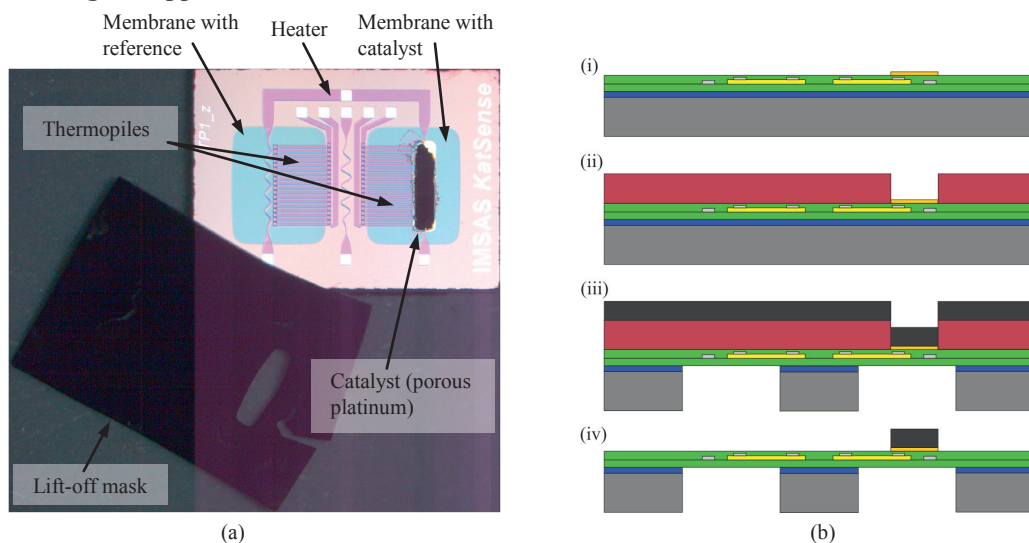 Membrane with
reference
Heater
Membrane with
catalyst
Thermopiles
IMSAS KatSense
Catalyst (porous
platinum)
Lift-off mask
(a)
(i)
(ii)
(iii)
(iv)
(b)